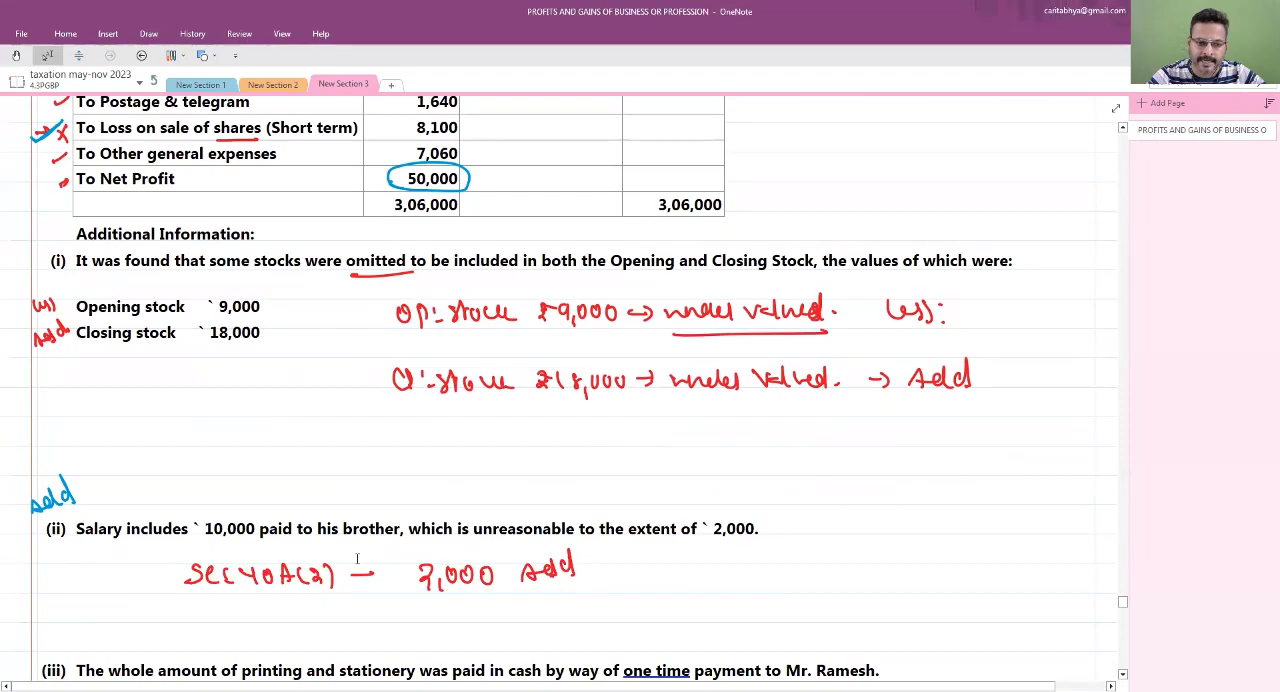 PROFITS AND GAINS OF BUSINESS OR PROFESSION - OneNote
caritabhya@gmail.com
File Home Insert Draw History Review View Help
taxation may-nov 2023
4.3PGBP
5
New Section 1 New Section 2 New Section 3 +
Add Page
PROFITS AND GAINS OF BUSINESS O
To Postage & telegram 1,640
To Loss on sale of shares (Short term) 8,100
To Other general expenses 7,060
To Net Profit 50,000
3,06,000 3,06,000
Additional Information:
(i) It was found that some stocks were omitted to be included in both the Opening and Closing Stock, the values of which were:
Opening stock ` 9,000 Op:-stock ₹9,000 → under valued. Less:
Add Closing stock ` 18,000
Cl:-stock ₹18,000 → under valued. → Add
Add
(ii) Salary includes ` 10,000 paid to his brother, which is unreasonable to the extent of ` 2,000.
Sec 40A(2) — 2,000 Add
(iii) The whole amount of printing and stationery was paid in cash by way of one time payment to Mr. Ramesh.